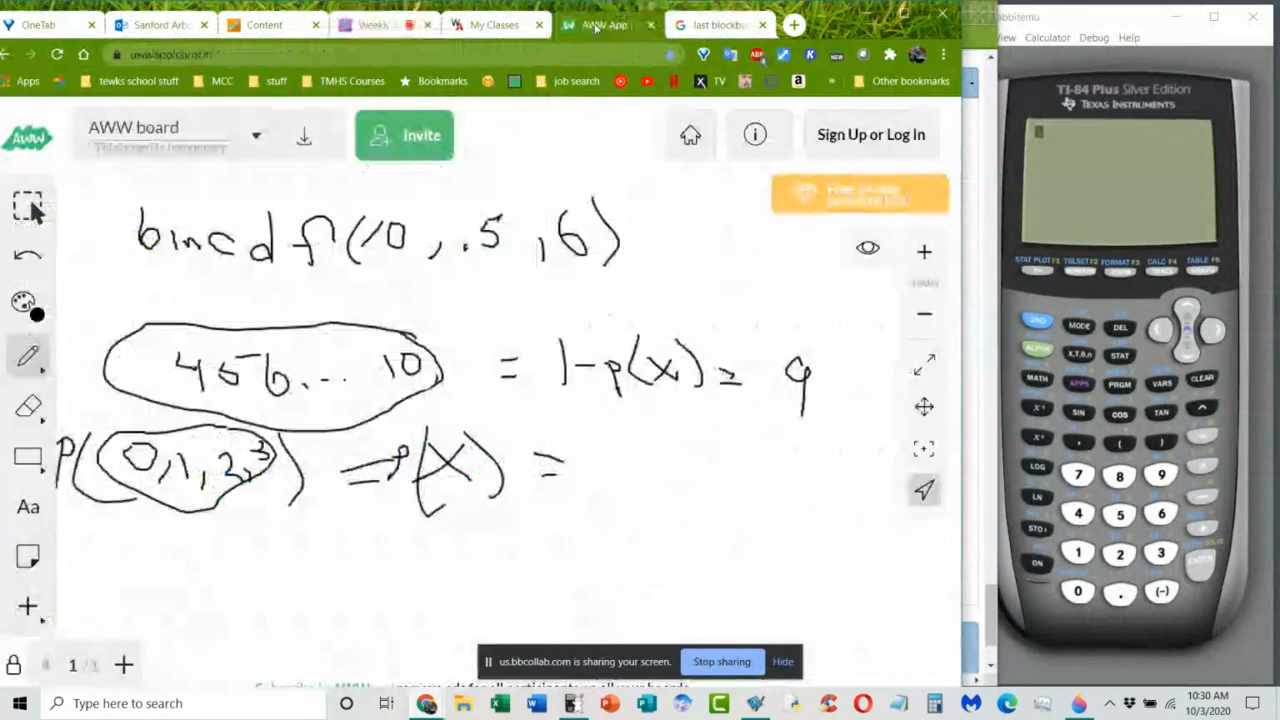 OneTab
Sanford Arbo
Content
Weekly
My Classes
AWW App
last blockbu
Apps
tewks school stuff
MCC
stuff
TMHS Courses
Bookmarks
job search
TV
Other bookmarks
AWW board
Invite
Sign Up or Log In
bincdf(10, .5, 6)
4 5 6 . ... 10 = 1-p(x) = 9
P(0,1,2,3) = P(X) =
Aa
1 / 1
us.bbcollab.com is sharing your screen.
Stop sharing
Hide
Type here to search
10:30 AM
10/3/2020
View Calculator Debug Help
TI-84 Plus Silver Edition
TEXAS INSTRUMENTS
STAT PLOT F1 TBLSET F2 FORMAT F3 CALC F4 TABLE F5
2ND MODE DEL
ALPHA X,T,θ,n STAT
MATH APPS PRGM VARS CLEAR
SIN COS TAN
, ( )
LOG 7 8 9
LN 4 5 6
STO 1 2 3
ON 0 . (-)
ENTER